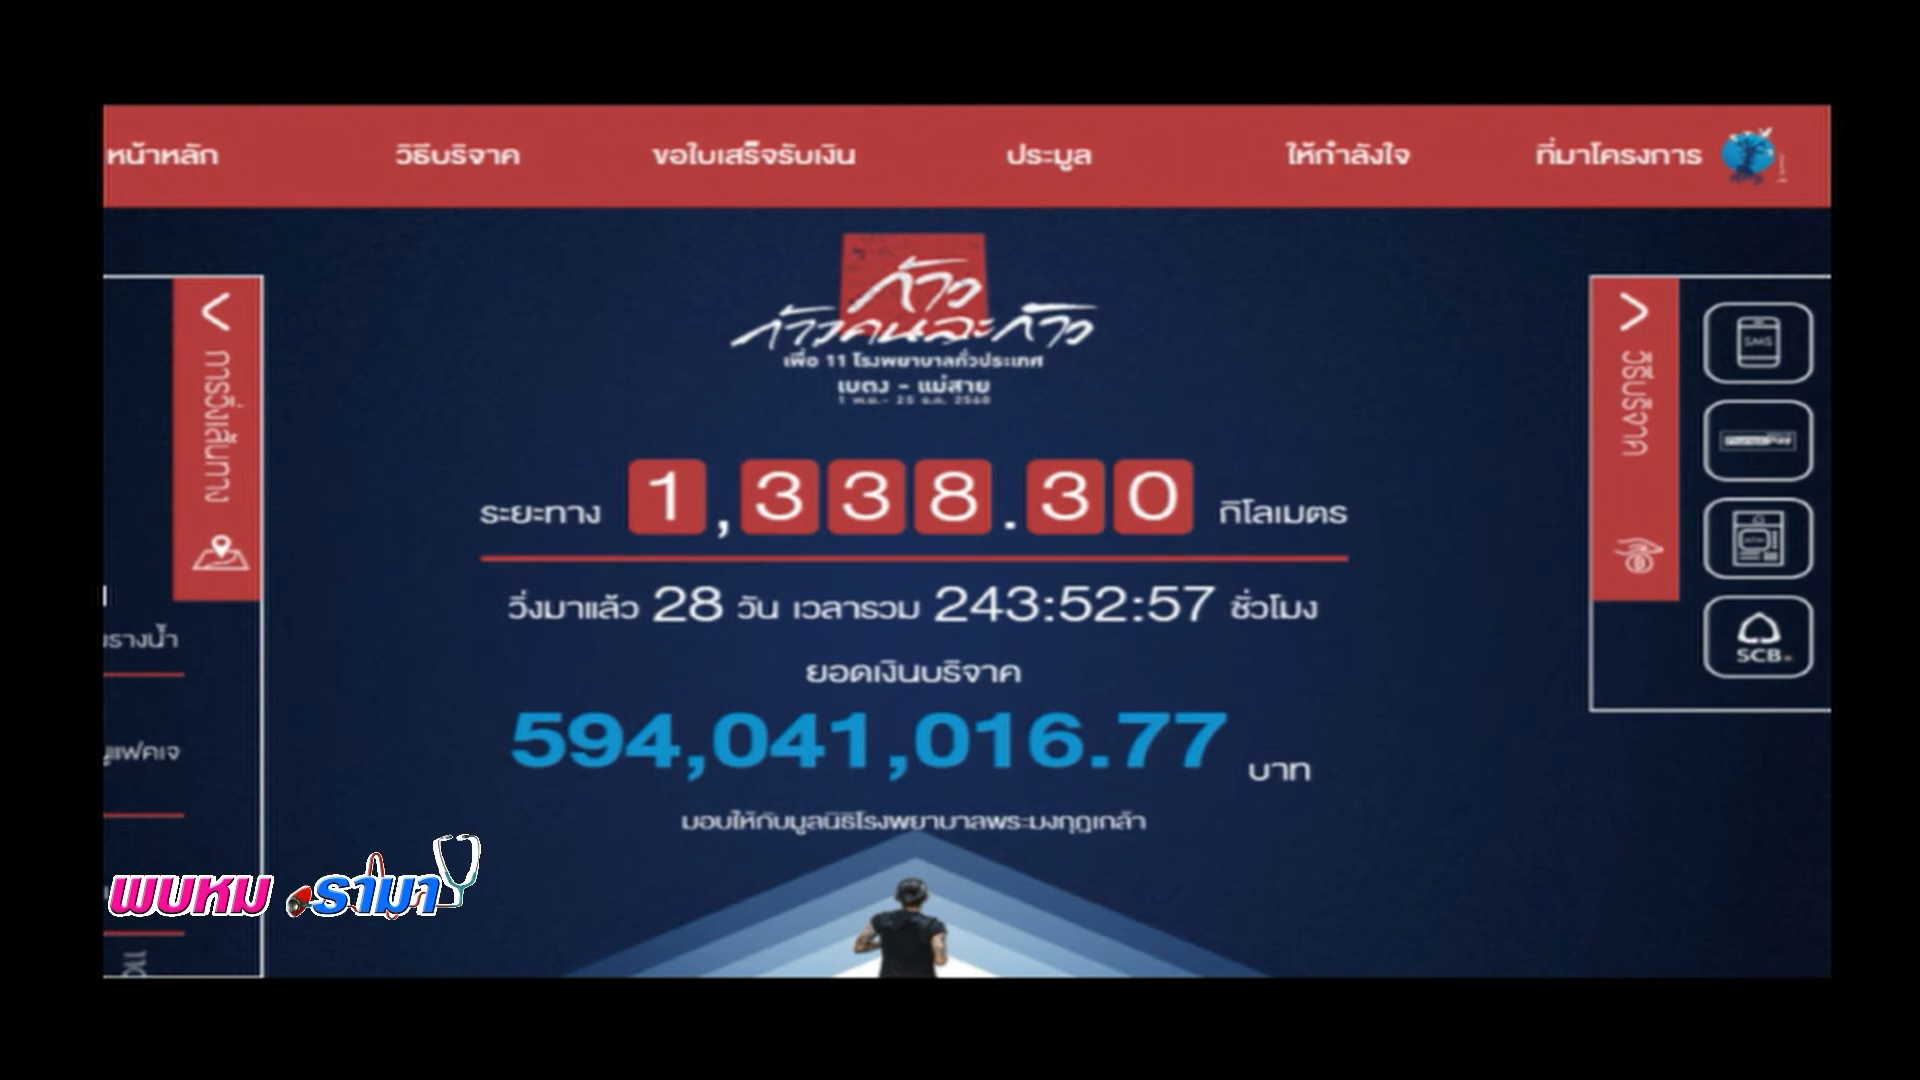 หน้าหลัก วิธีบริจาค ขอใบเสร็จรับเงิน ประมูล ให้กำลังใจ ที่มาโครงการ
ก้าว
ก้าวคนละก้าว
เพื่อ 11 โรงพยาบาลทั่วประเทศ
เบตง - แม่สาย
1 พ.ย.- 25 ธ.ค. 2560
การวิ่งเส้นทาง
วิธีบริจาค
SMS
ระยะทาง 1,338.30 กิโลเมตร
วิ่งมาแล้ว 28 วัน เวลารวม 243:52:57 ชั่วโมง
SCB
ยอดเงินบริจาค
594,041,016.77 บาท
มอบให้กับมูลนิธิโรงพยาบาลพระมงกุฎเกล้า
พบหมอรามา